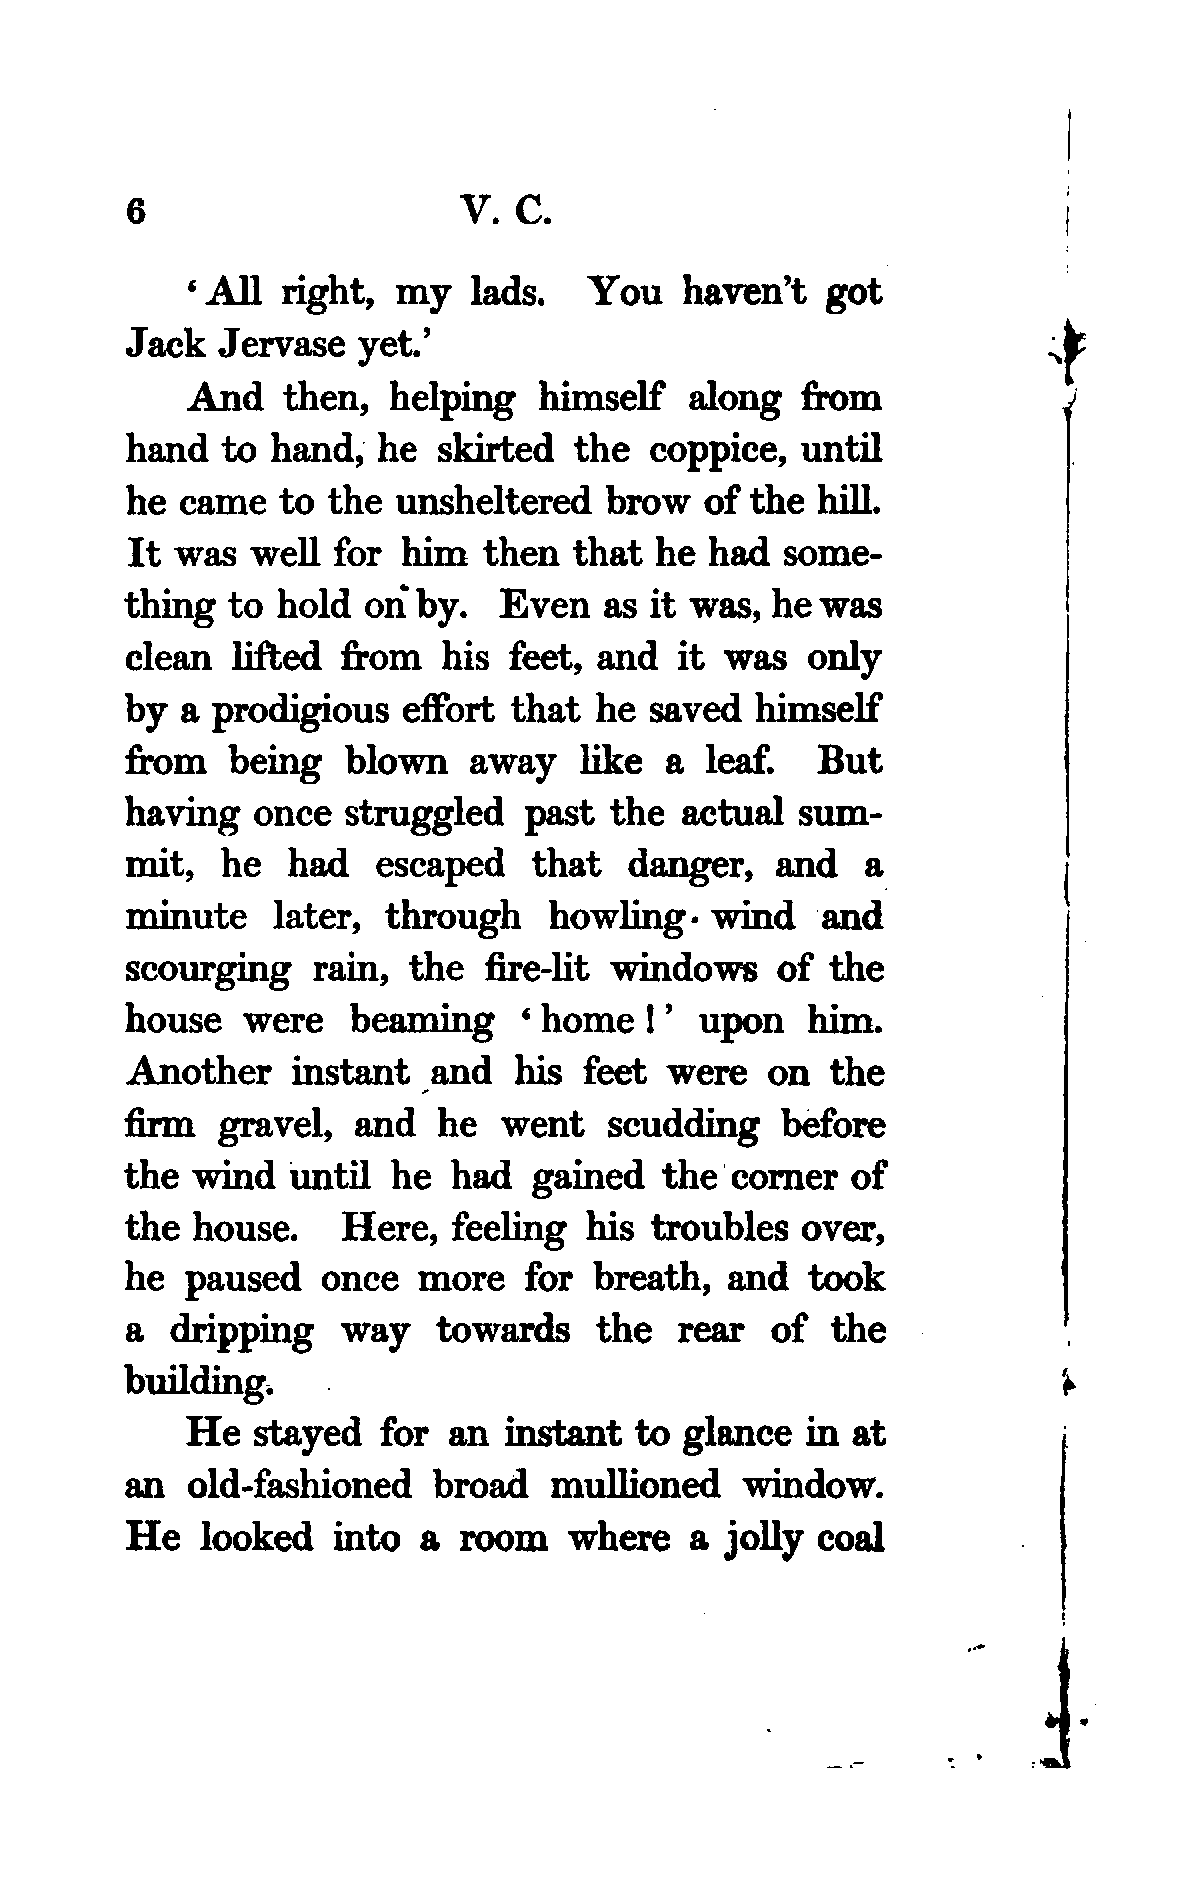 6 V. C.
‘ All right, my lads. You haven’t got
Jack Jervase yet.’
And then, helping himself along from
hand to hand, he skirted the coppice, until
he came to the unsheltered brow of the hill.
It was well for him then that he had some-
thing to hold on by. Even as it was, he was
clean lifted from his feet, and it was only
by a prodigious effort that he saved himself
from being blown away like a leaf. But
having once struggled past the actual sum-
mit, he had escaped that danger, and a
minute later, through howling wind and
scourging rain, the fire-lit windows of the
house were beaming ‘ home ! ’ upon him.
Another instant and his feet were on the
firm gravel, and he went scudding before
the wind until he had gained the corner of
the house. Here, feeling his troubles over,
he paused once more for breath, and took
a dripping way towards the rear of the
building.
He stayed for an instant to glance in at
an old-fashioned broad mullioned window.
He looked into a room where a jolly coal